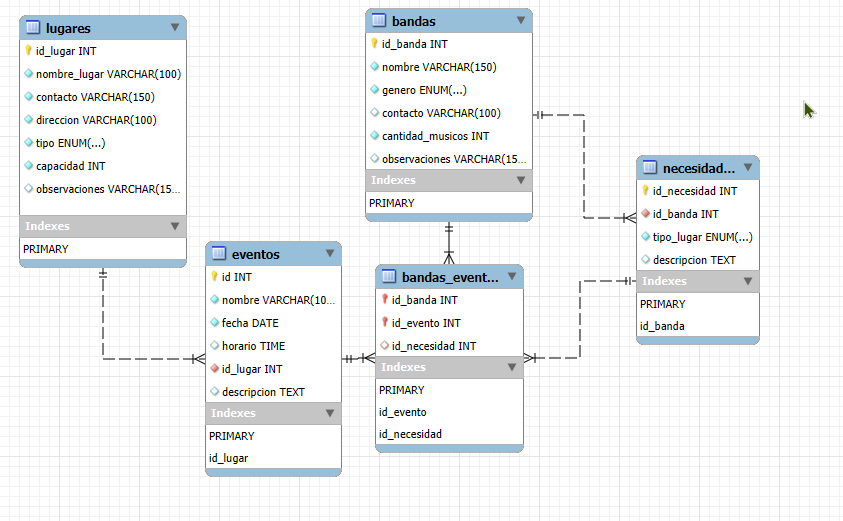 lugares
id_lugar INT
nombre_lugar VARCHAR(100)
contacto VARCHAR(150)
direccion VARCHAR(100)
tipo ENUM(...)
capacidad INT
observaciones VARCHAR(15...
Indexes
PRIMARY
bandas
id_banda INT
nombre VARCHAR(150)
genero ENUM(...)
contacto VARCHAR(100)
cantidad_musicos INT
observaciones VARCHAR(15...
Indexes
PRIMARY
necesidad...
id_necesidad INT
id_banda INT
tipo_lugar ENUM(...)
descripcion TEXT
Indexes
PRIMARY
id_banda
eventos
id INT
nombre VARCHAR(10...
fecha DATE
horario TIME
id_lugar INT
descripcion TEXT
Indexes
PRIMARY
id_lugar
bandas_event...
id_banda INT
id_evento INT
id_necesidad INT
Indexes
PRIMARY
id_evento
id_necesidad